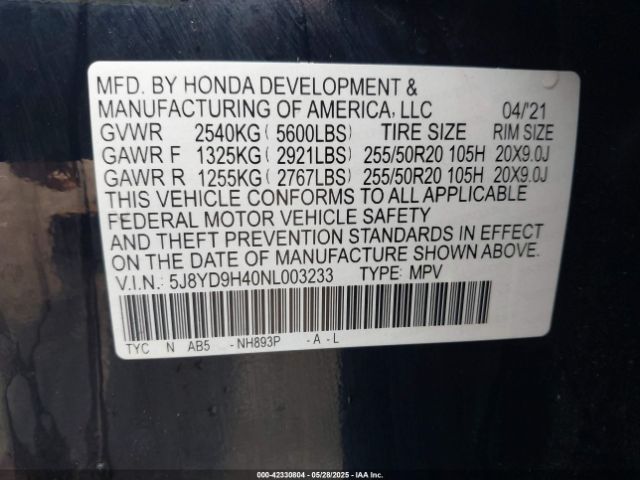 MFD. BY HONDA DEVELOPMENT &
MANUFACTURING OF AMERICA, LLC 04/'21
GVWR 2540KG ( 5600LBS) TIRE SIZE RIM SIZE
GAWR F 1325KG ( 2921LBS) 255/50R20 105H 20X9.0J
GAWR R 1255KG ( 2767LBS) 255/50R20 105H 20X9.0J
THIS VEHICLE CONFORMS TO ALL APPLICABLE
FEDERAL MOTOR VEHICLE SAFETY
AND THEFT PREVENTION STANDARDS IN EFFECT
ON THE DATE OF MANUFACTURE SHOWN ABOVE.
V.I.N.: 5J8YD9H40NL003233 TYPE: MPV
TYC N AB5 -NH893P -A-L
000-42330804 - 05/28/2025 - IAA Inc.